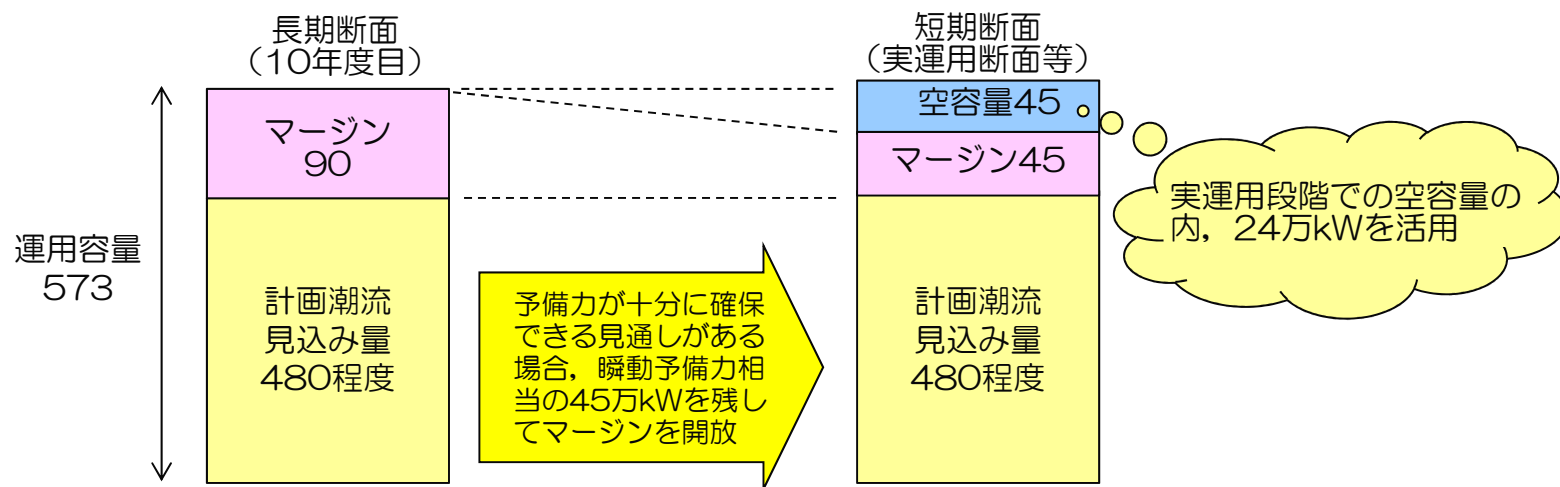 長期断面
（10年度目）
運用容量
573
マージン
90
計画潮流
見込み量
480程度
予備力が十分に確保
できる見通しがある
場合，瞬動予備力相
当の45万kWを残し
てマージンを開放
短期断面
（実運用断面等）
空容量45
マージン45
計画潮流
見込み量
480程度
実運用段階での空容量の
内，24万kWを活用